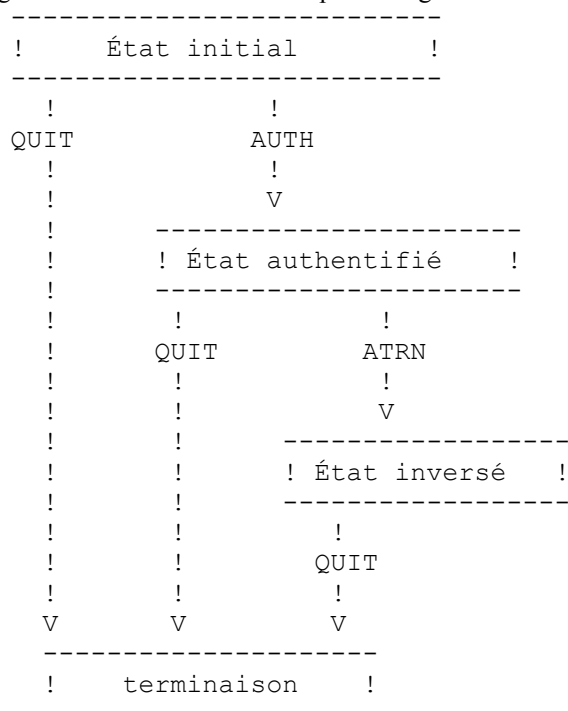 ---------------------------
!     État initial        !
---------------------------
  !             !
QUIT           AUTH
  !             !
  !             V
  !      -----------------------
  !      ! État authentifié    !
  !      -----------------------
  !       !            !
  !      QUIT         ATRN
  !       !            !
  !       !            V
  !       !      ------------------
  !       !      ! État inversé   !
  !       !      ------------------
  !       !         !
  !       !        QUIT
  !       !         !
  V       V         V
  ---------------------
  !    terminaison    !